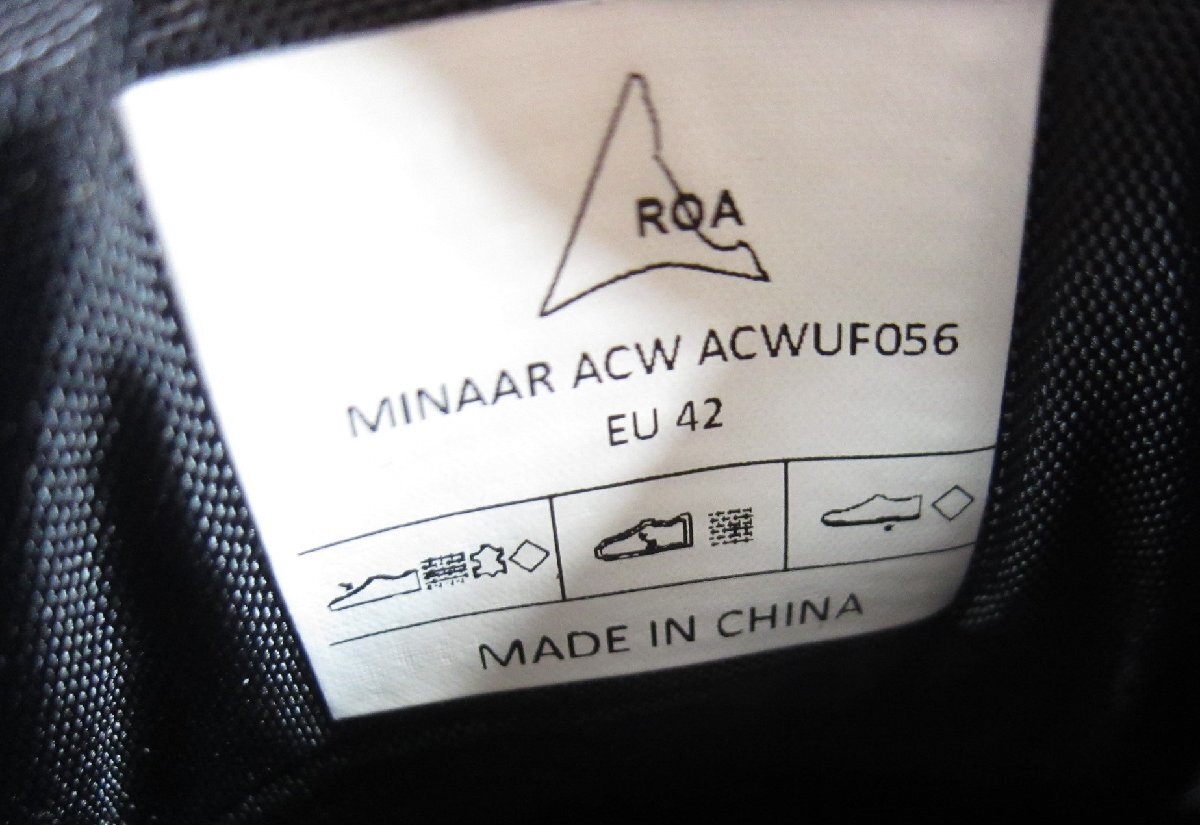 ROA
MINAAR ACW ACWUF056
EU 42
MADE IN CHINA